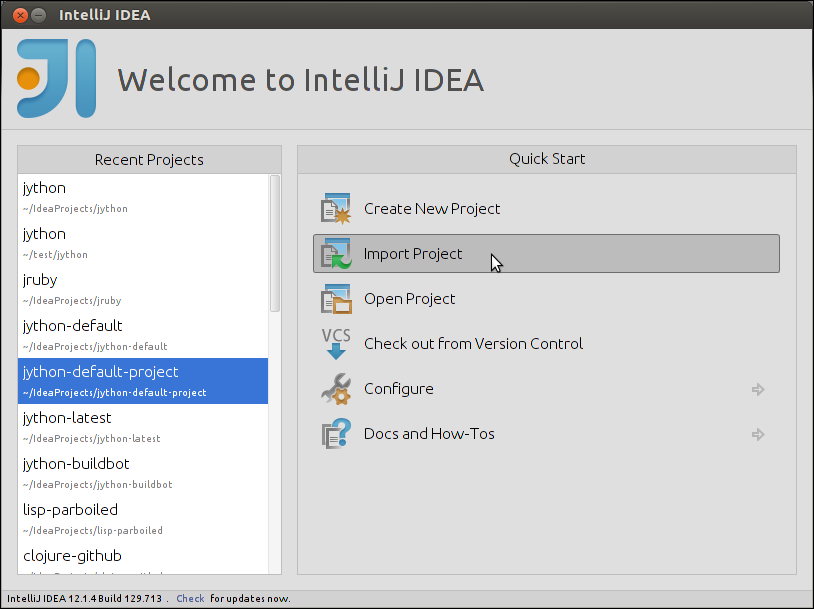 IntelliJ IDEA
Welcome to IntelliJ IDEA
Recent Projects
jython
~/IdeaProjects/jython
jython
~/test/jython
jruby
~/IdeaProjects/jruby
jython-default
~/IdeaProjects/jython-default
jython-default-project
~/IdeaProjects/jython-default-project
jython-latest
~/IdeaProjects/jython-latest
jython-buildbot
~/IdeaProjects/jython-buildbot
lisp-parboiled
~/IdeaProjects/lisp-parboiled
clojure-github
Quick Start
Create New Project
Import Project
Open Project
VCS
Check out from Version Control
Configure
Docs and How-Tos
IntelliJ IDEA 12.1.4 Build 129.713 . Check for updates now.